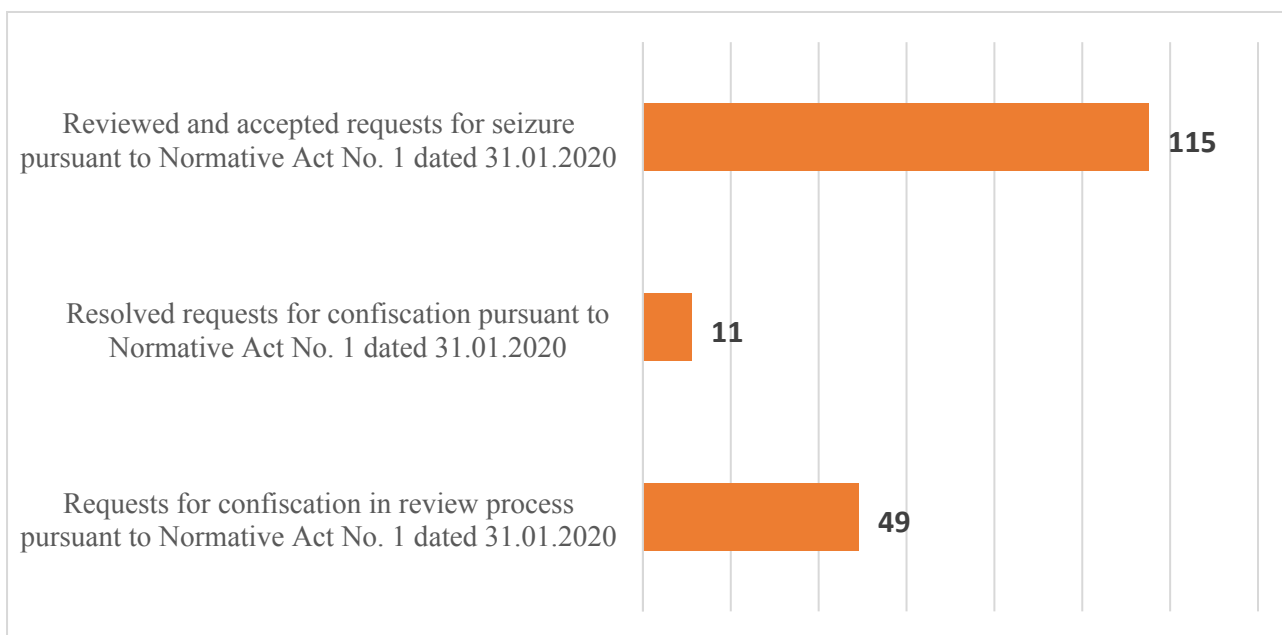 Reviewed and accepted requests for seizure
pursuant to Normative Act No. 1 dated 31.01.2020
115
Resolved requests for confiscation pursuant to
Normative Act No. 1 dated 31.01.2020
11
Requests for confiscation in review process
pursuant to Normative Act No. 1 dated 31.01.2020
49